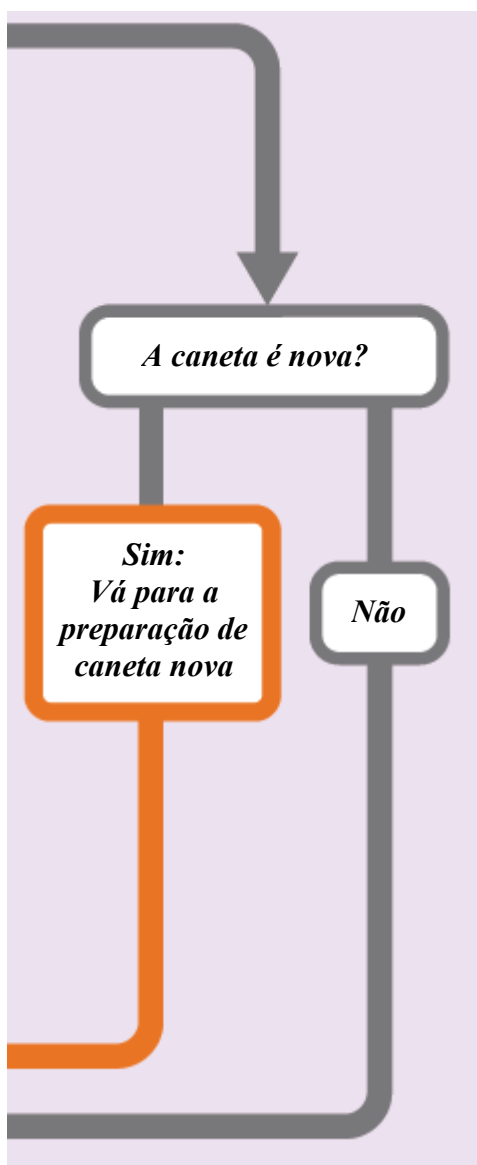 A caneta é nova?
Sim:
Vá para a
preparação de
caneta nova
Não